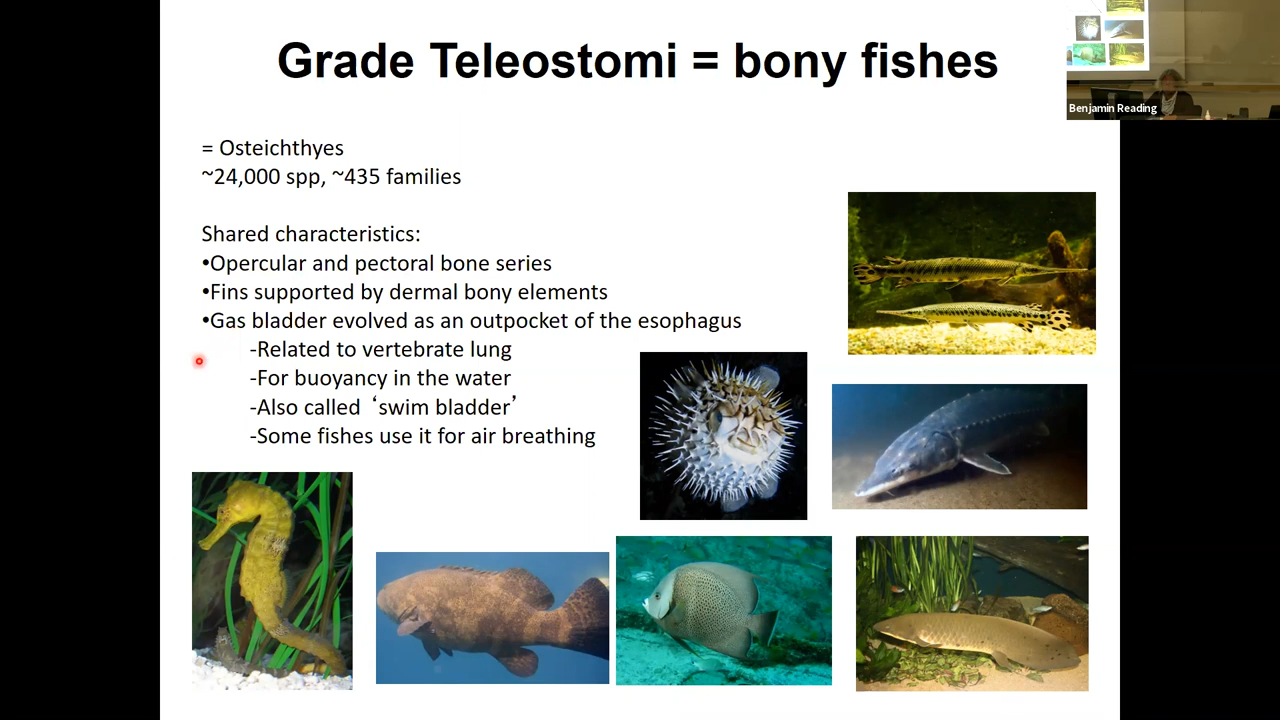 Grade Teleostomi = bony fishes
Benjamin Reading
= Osteichthyes
~24,000 spp, ~435 families
Shared characteristics:
•Opercular and pectoral bone series
•Fins supported by dermal bony elements
•Gas bladder evolved as an outpocket of the esophagus
-Related to vertebrate lung
-For buoyancy in the water
-Also called ‘swim bladder’
-Some fishes use it for air breathing